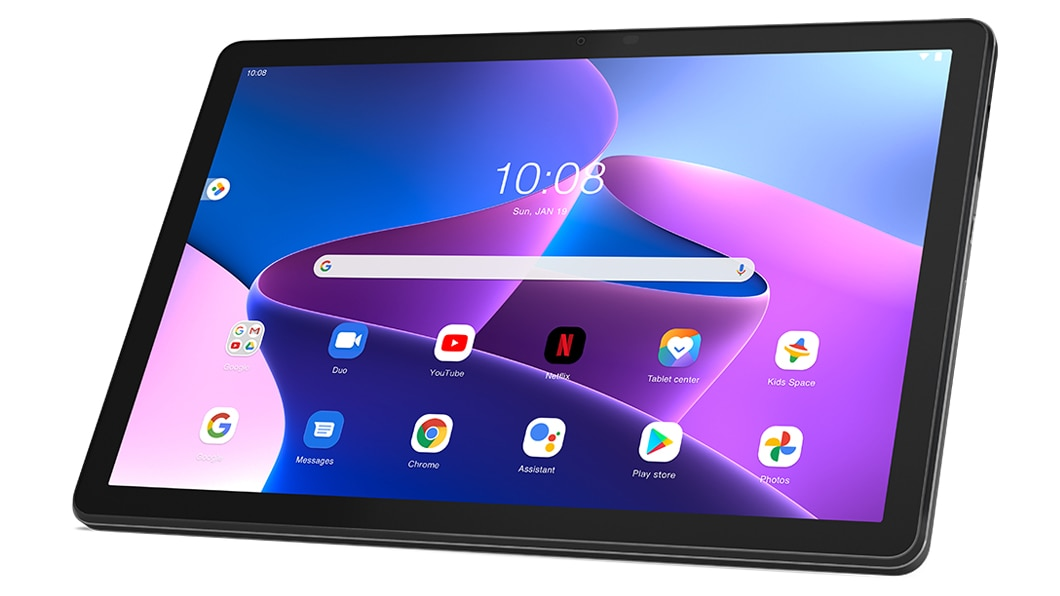 10:08
10:08
Sun, JAN 19
Google
Duo
YouTube
Netflix
Tablet center
Kids Space
Google
Messages
Chrome
Assistant
Play store
Photos